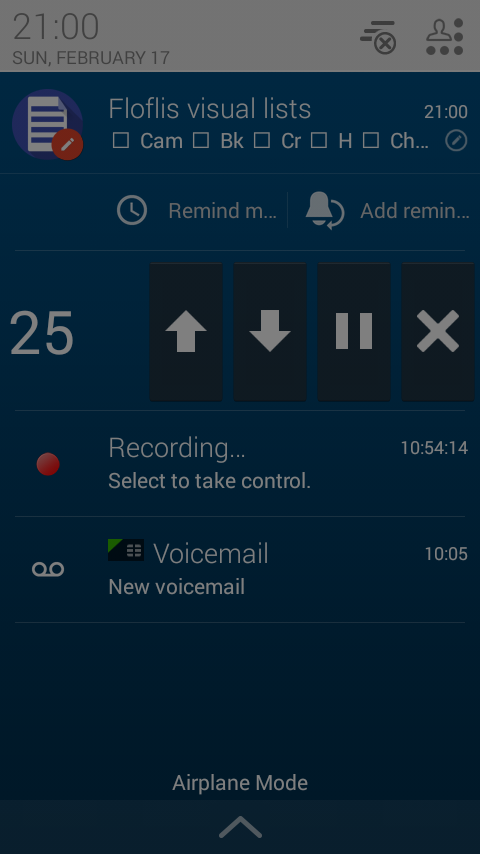 21:00
SUN, FEBRUARY 17
Floflis visual lists 21:00
☐ Cam ☐ Bk ☐ Cr ☐ H ☐ Ch...
Remind m... Add remin...
25
Recording... 10:54:14
Select to take control.
Voicemail 10:05
New voicemail
Airplane Mode